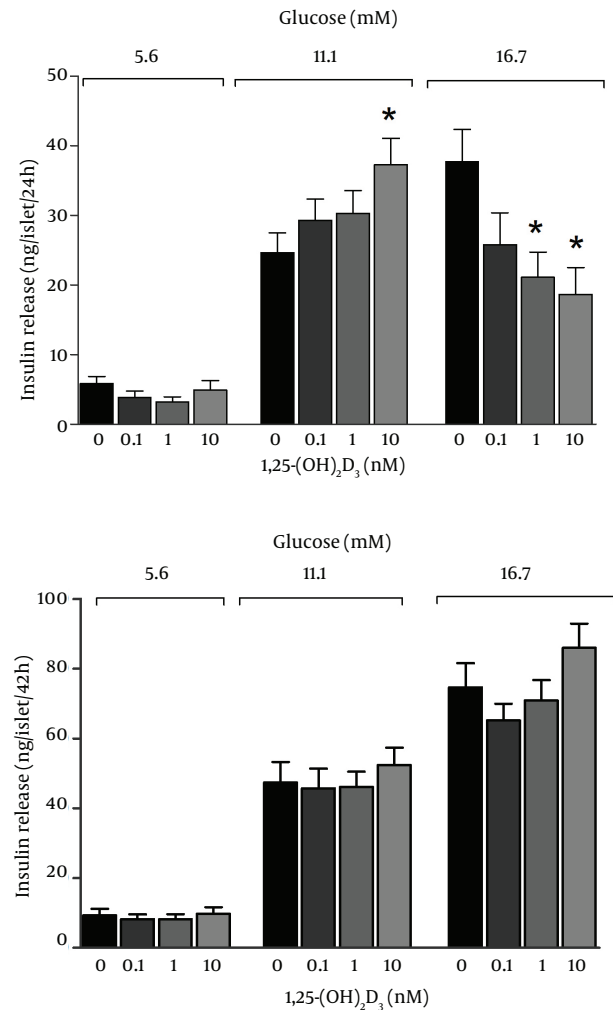 Glucose (mM)
5.6 11.1 16.7
Insulin release (ng/islet/24h)
50
40
30
20
10
0
* * *
0 0.1 1 10 0 0.1 1 10 0 0.1 1 10
1,25-(OH)₂D₃ (nM)
Glucose (mM)
5.6 11.1 16.7
Insulin release (ng/islet/42h)
100
80
60
40
20
0
0 0.1 1 10 0 0.1 1 10 0 0.1 1 10
1,25-(OH)₂D₃ (nM)